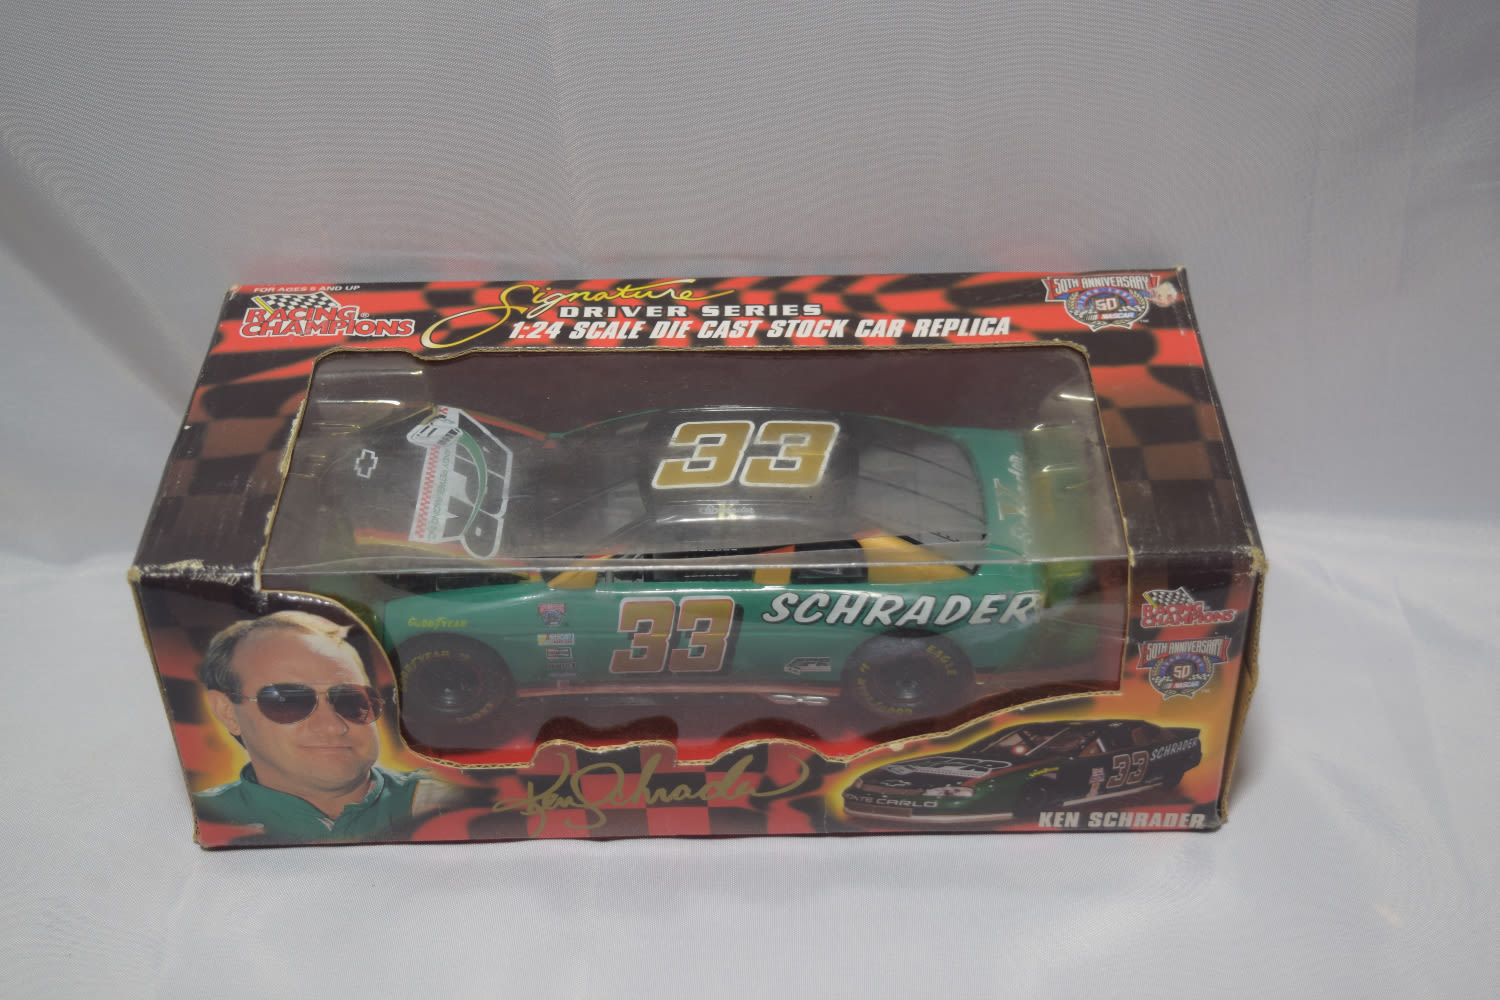 FOR AGES 5 AND UP
RACING CHAMPIONS®
Signature
DRIVER SERIES
1:24 SCALE DIE CAST STOCK CAR REPLICA
50TH ANNIVERSARY
50
NASCAR
33
33
SCHRADER
GOODYEAR
EAGLE
GOODYEAR #1
RACING CHAMPIONS
50TH ANNIVERSARY
50
NASCAR
Ken Schrader
33
SCHRADER
MONTE CARLO
KEN SCHRADER